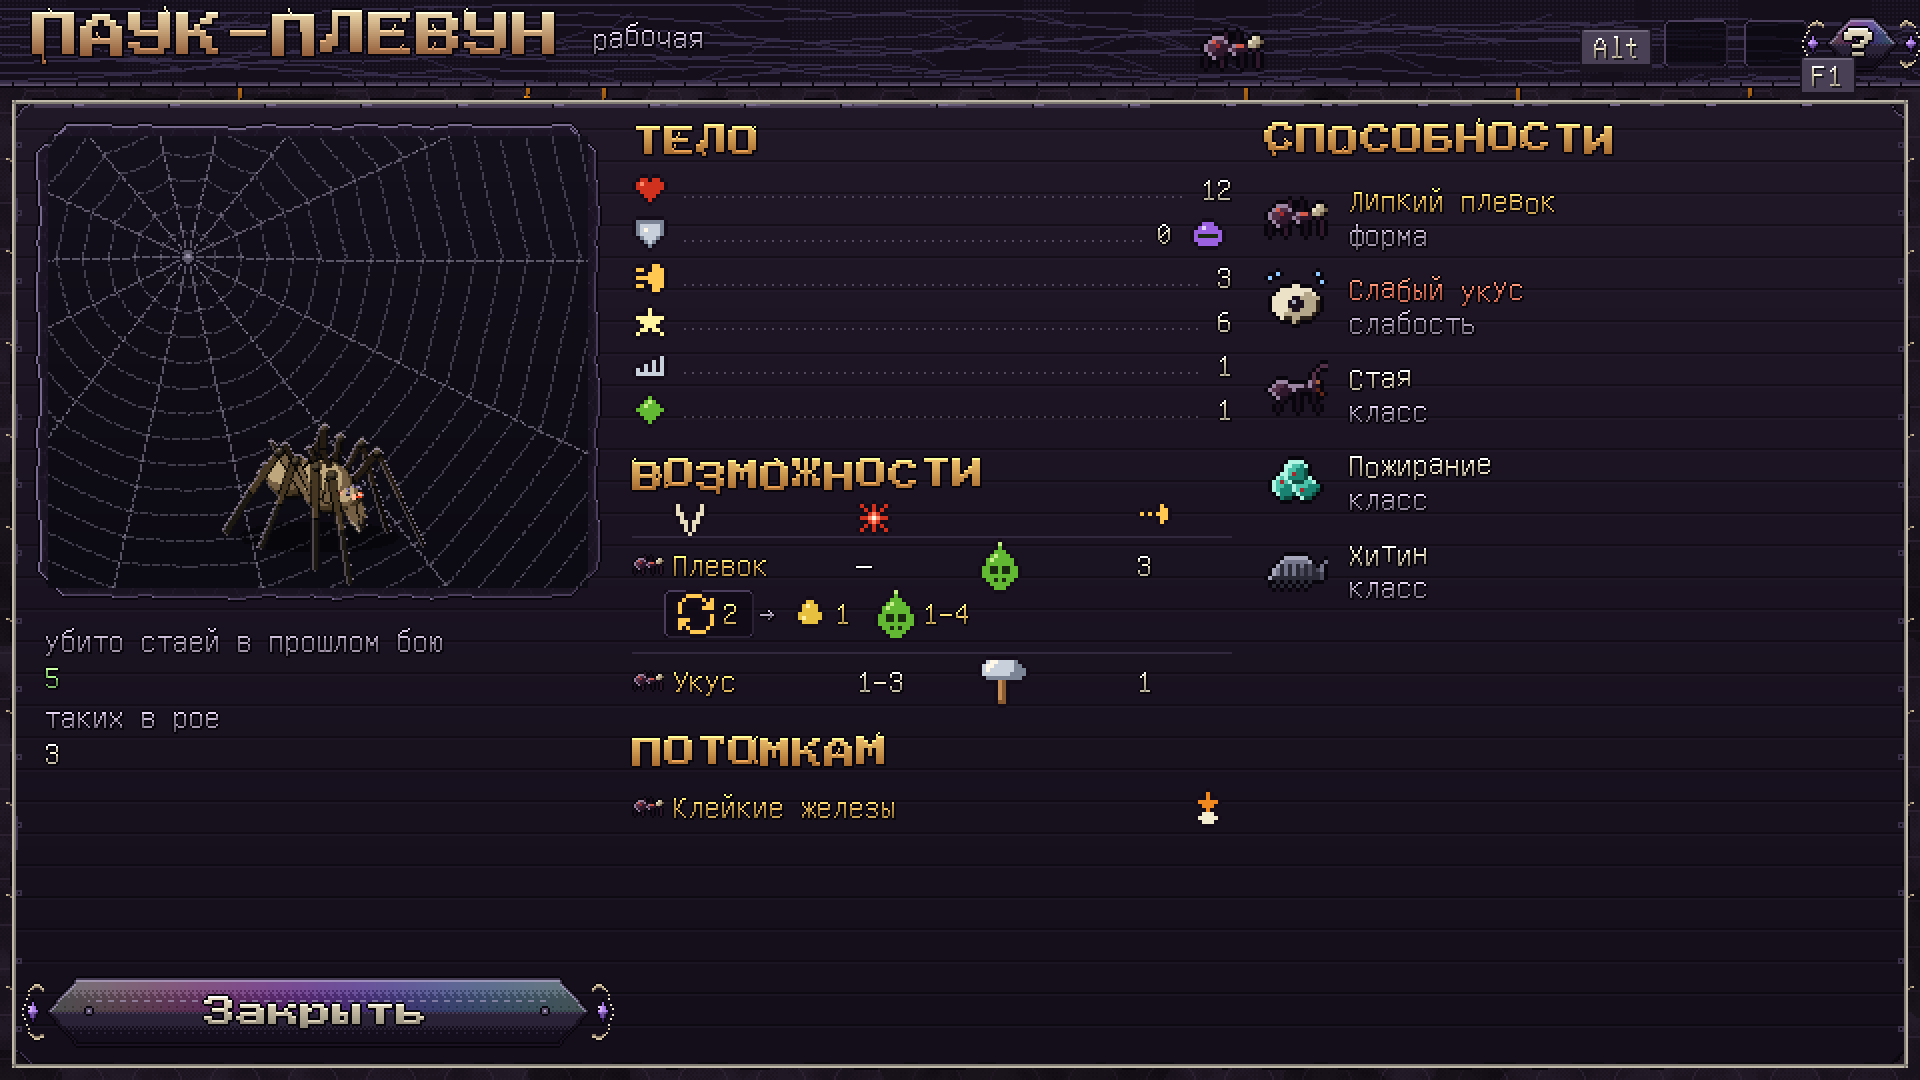 ПАУК-ПЛЕВУН рабочая
Alt
F1
ТЕЛО
12
0
3
6
1
1
ВОЗМОЖНОСТИ
Плевок — 3
2 → 1 1-4
Укус 1-3 1
ПОТОМКАМ
Клейкие железы
СПОСОБНОСТИ
Липкий плевок
форма
Слабый укус
слабость
Стая
класс
Пожирание
класс
Хитин
класс
убито стаей в прошлом бою
5
таких в рое
3
Закрыть